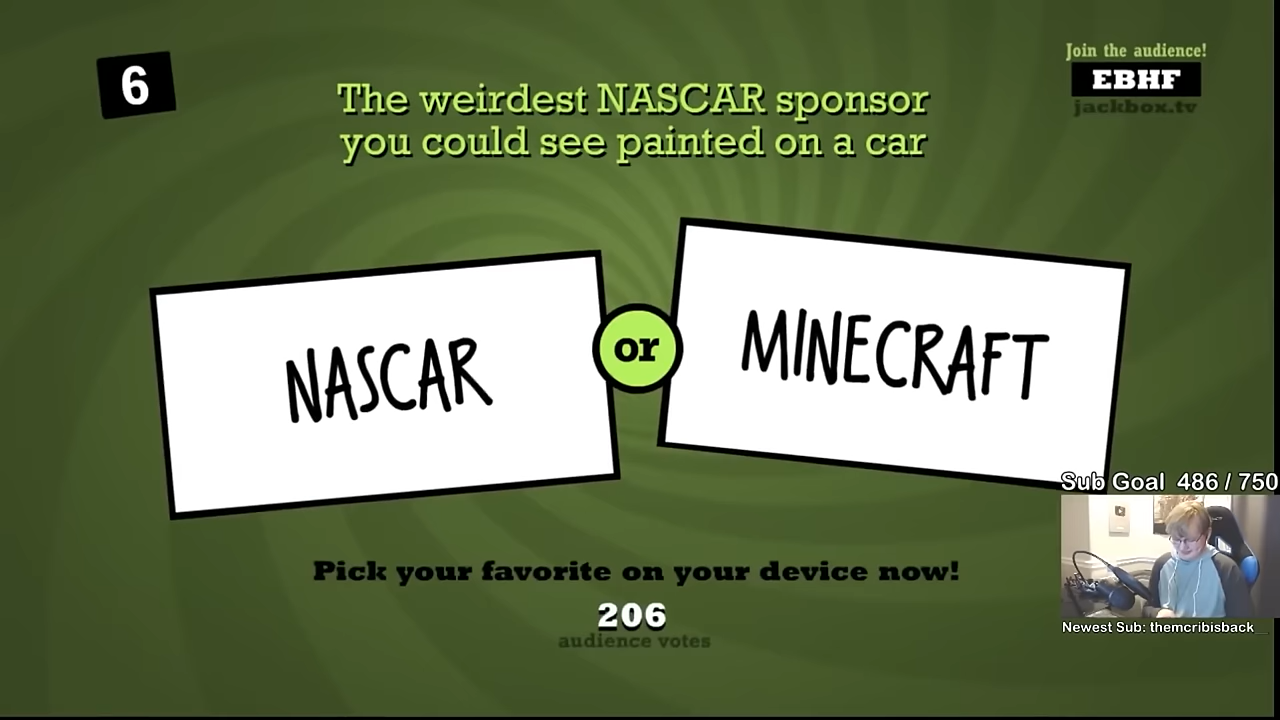 6
Join the audience!
EBHF
jackbox.tv
The weirdest NASCAR sponsor
you could see painted on a car
NASCAR
or
MINECRAFT
Sub Goal 486 / 750
Pick your favorite on your device now!
206
audience votes
Newest Sub: themcribisback__